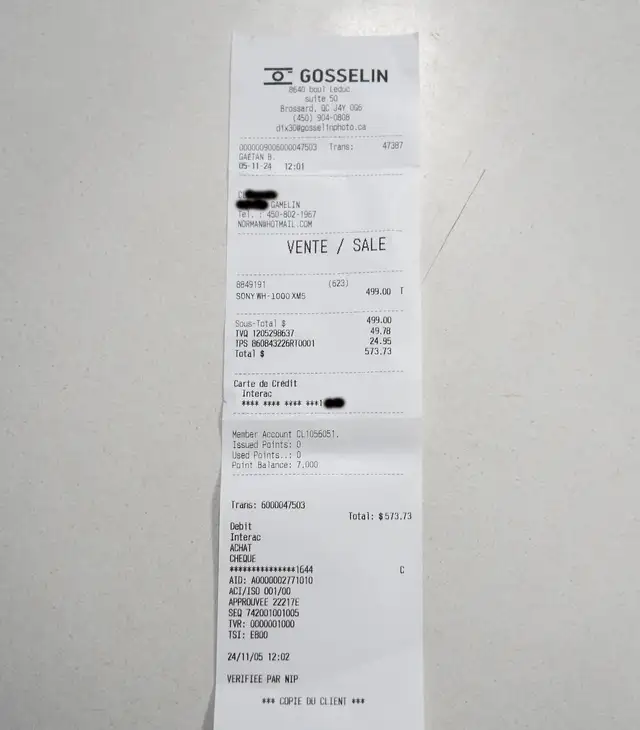 GOSSELIN
8640 boul Leduc
suite 50
Brossard, QC J4Y 0G6
(450) 904-0808
dix30@gosselinphoto.ca
0000009006000047503 Trans: 47387
GAETAN B.
05-11-24 12:01
GAMELIN
Tel. : 450-802-1967
NORMAN@HOTMAIL.COM
VENTE / SALE
8849191 (623)
SONY WH-1000XM5 499.00 T
Sous-Total $ 499.00
TVQ 1205298637 49.78
TPS 860843226RT0001 24.95
Total $ 573.73
Carte de Crédit
Interac
**** **** **** ***1
Member Account CL1056051.
Issued Points: 0
Used Points..: 0
Point Balance: 7,000
Trans: 6000047503
Total: $573.73
Debit
Interac
ACHAT
CHEQUE
***************1644 C
AID: A0000002771010
ACI/ISO 001/00
APPROUVEE 22217E
SEQ 742001001005
TVR: 0000001000
TSI: E800
24/11/05 12:02
VERIFIEE PAR NIP
*** COPIE DU CLIENT ***